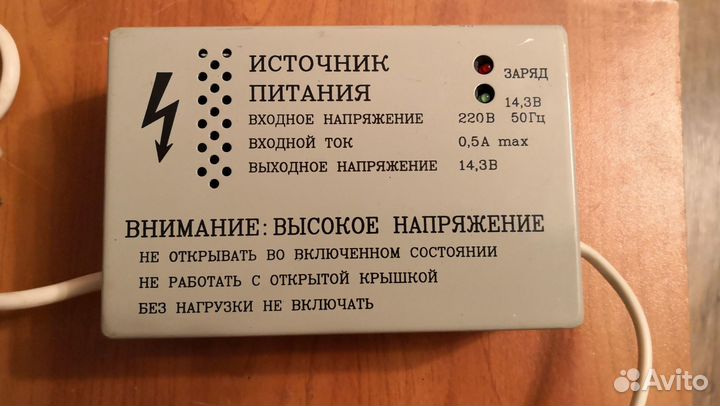 ИСТОЧНИК
ПИТАНИЯ
ЗАРЯД
14,3В
ВХОДНОЕ НАПРЯЖЕНИЕ 220В 50Гц
ВХОДНОЙ ТОК 0,5А max
ВЫХОДНОЕ НАПРЯЖЕНИЕ 14,3В
ВНИМАНИЕ: ВЫСОКОЕ НАПРЯЖЕНИЕ
НЕ ОТКРЫВАТЬ ВО ВКЛЮЧЕННОМ СОСТОЯНИИ
НЕ РАБОТАТЬ С ОТКРЫТОЙ КРЫШКОЙ
БЕЗ НАГРУЗКИ НЕ ВКЛЮЧАТЬ
Avito